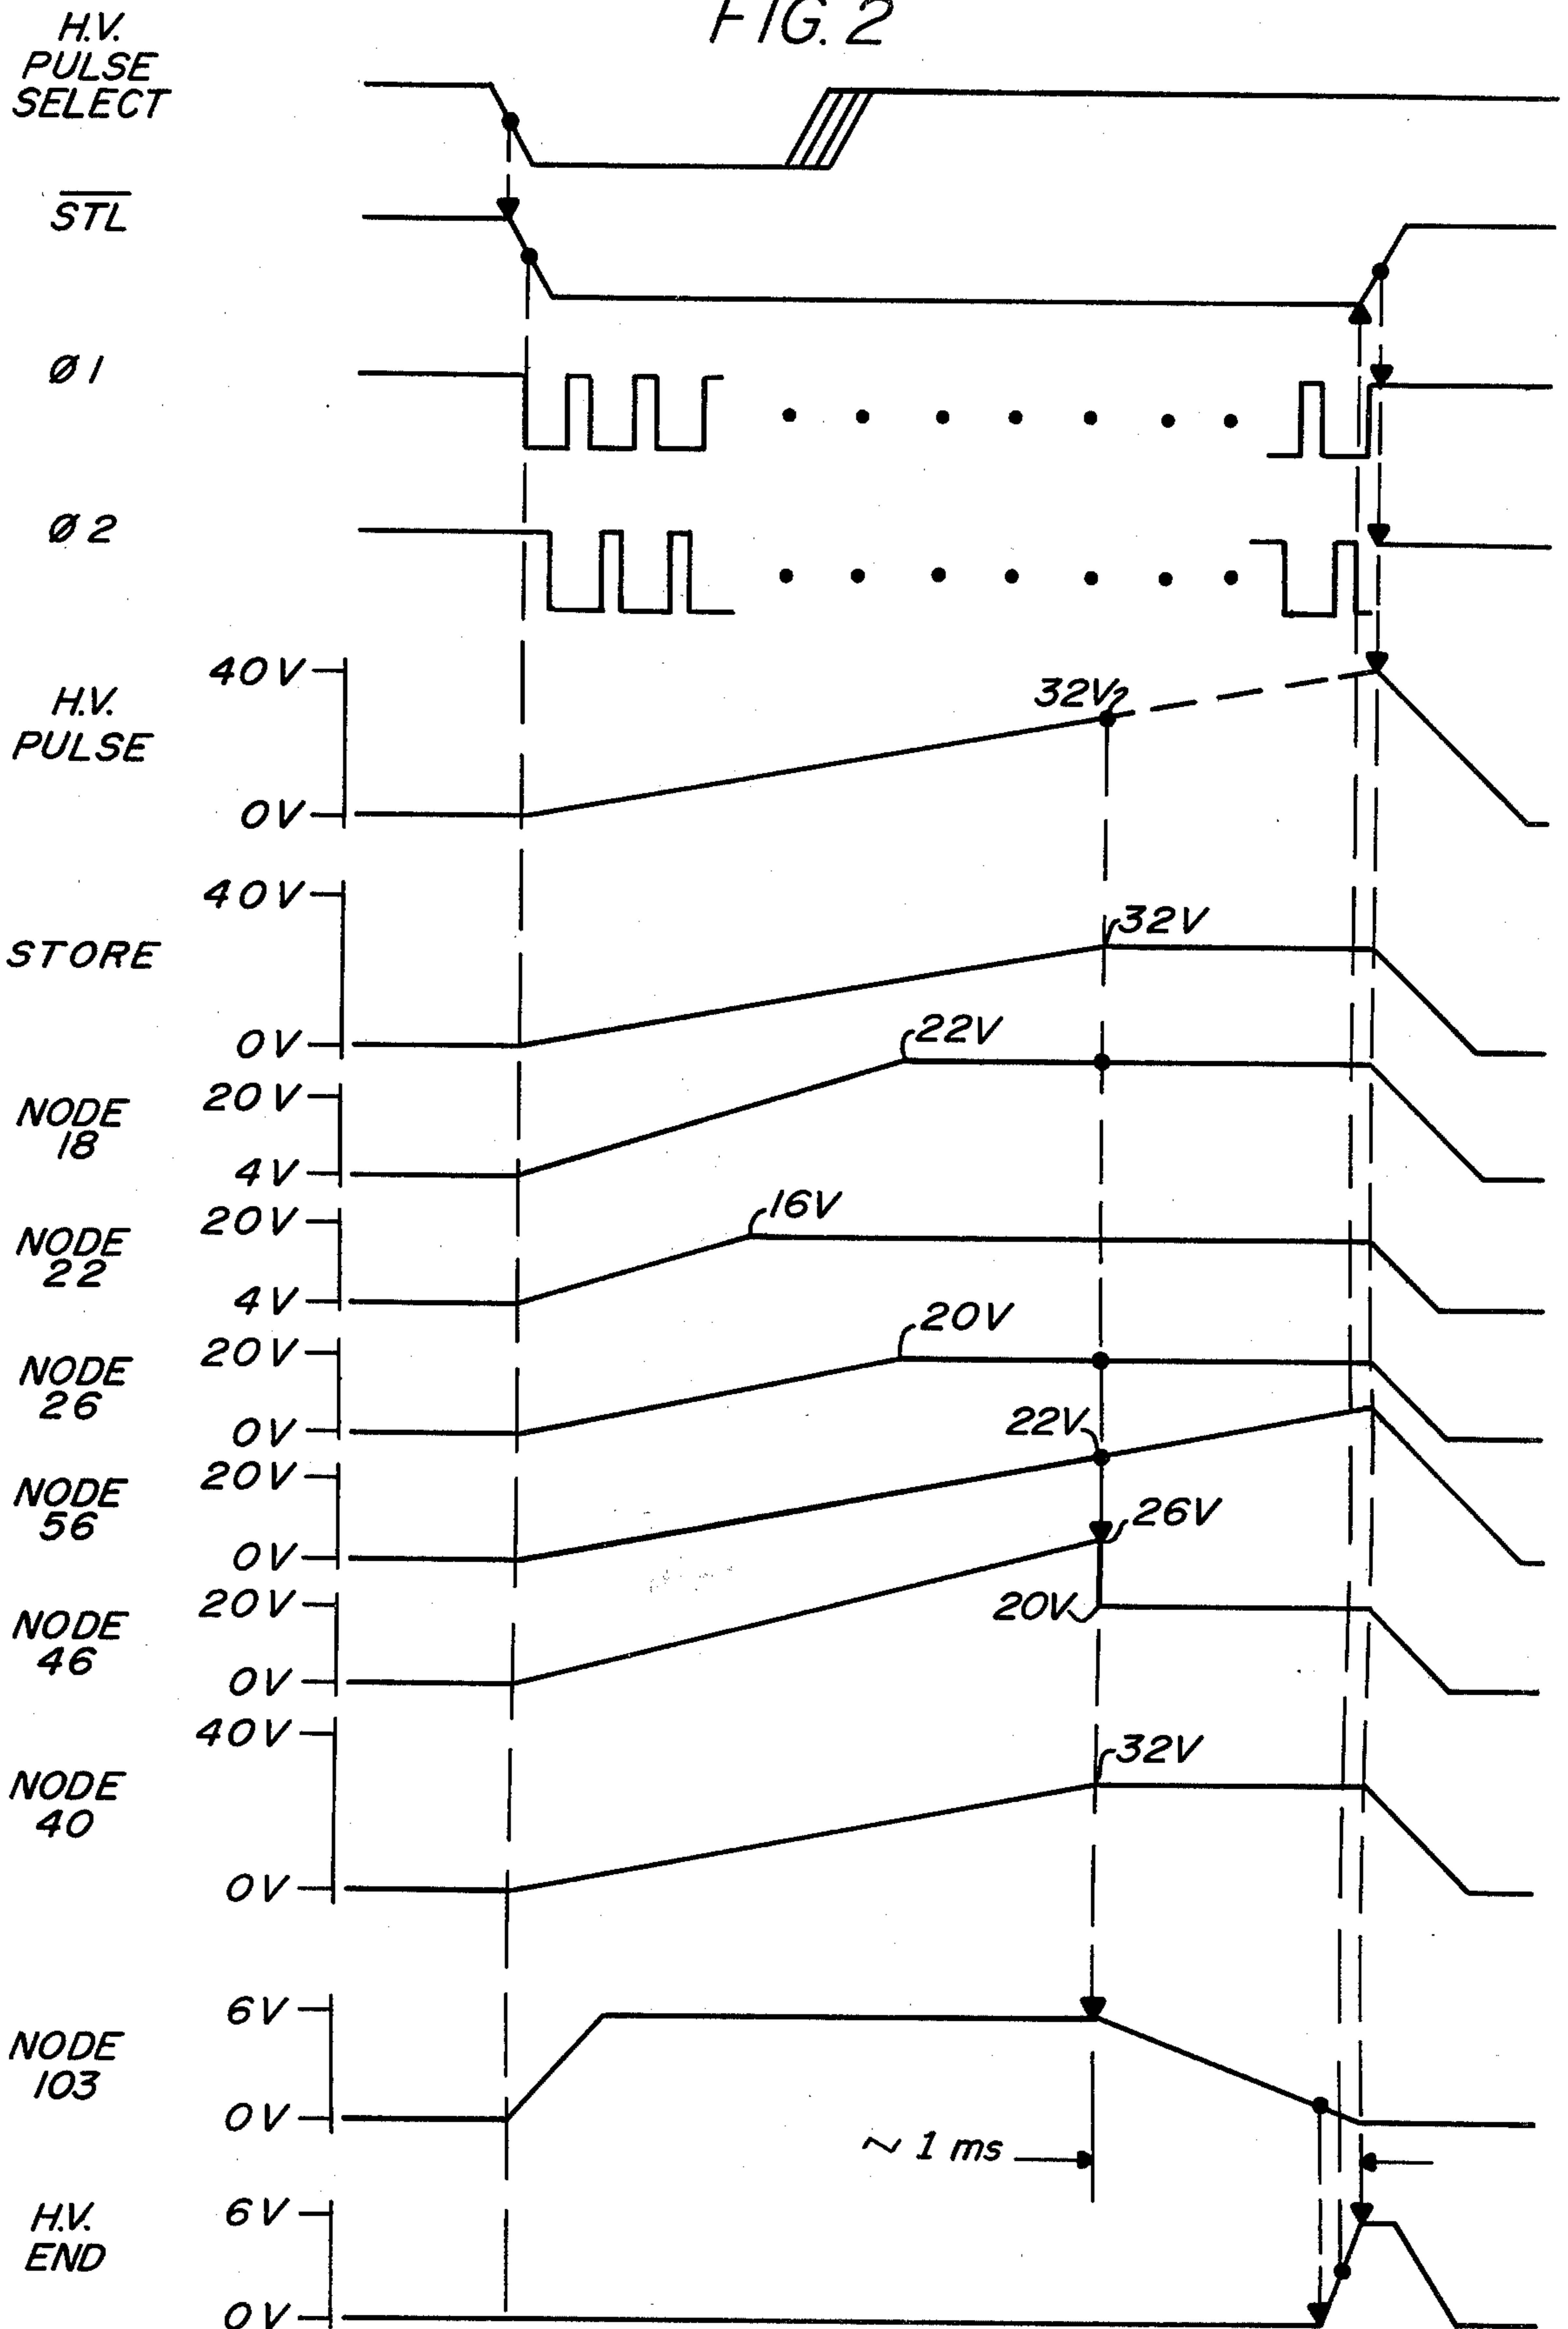 FIG. 2
H.V.
PULSE
SELECT
STL
Ø 1
Ø 2
40V
32V
H.V.
PULSE
0V
40V
32V
STORE
0V
22V
20V
NODE
18
4V
16V
20V
NODE
22
4V
20V
20V
NODE
26
0V
22V
20V
NODE
56
26V
0V
20V
20V
NODE
46
0V
40V
32V
NODE
40
0V
6V
NODE
103
0V
~ 1 ms
6V
H.V.
END
0V